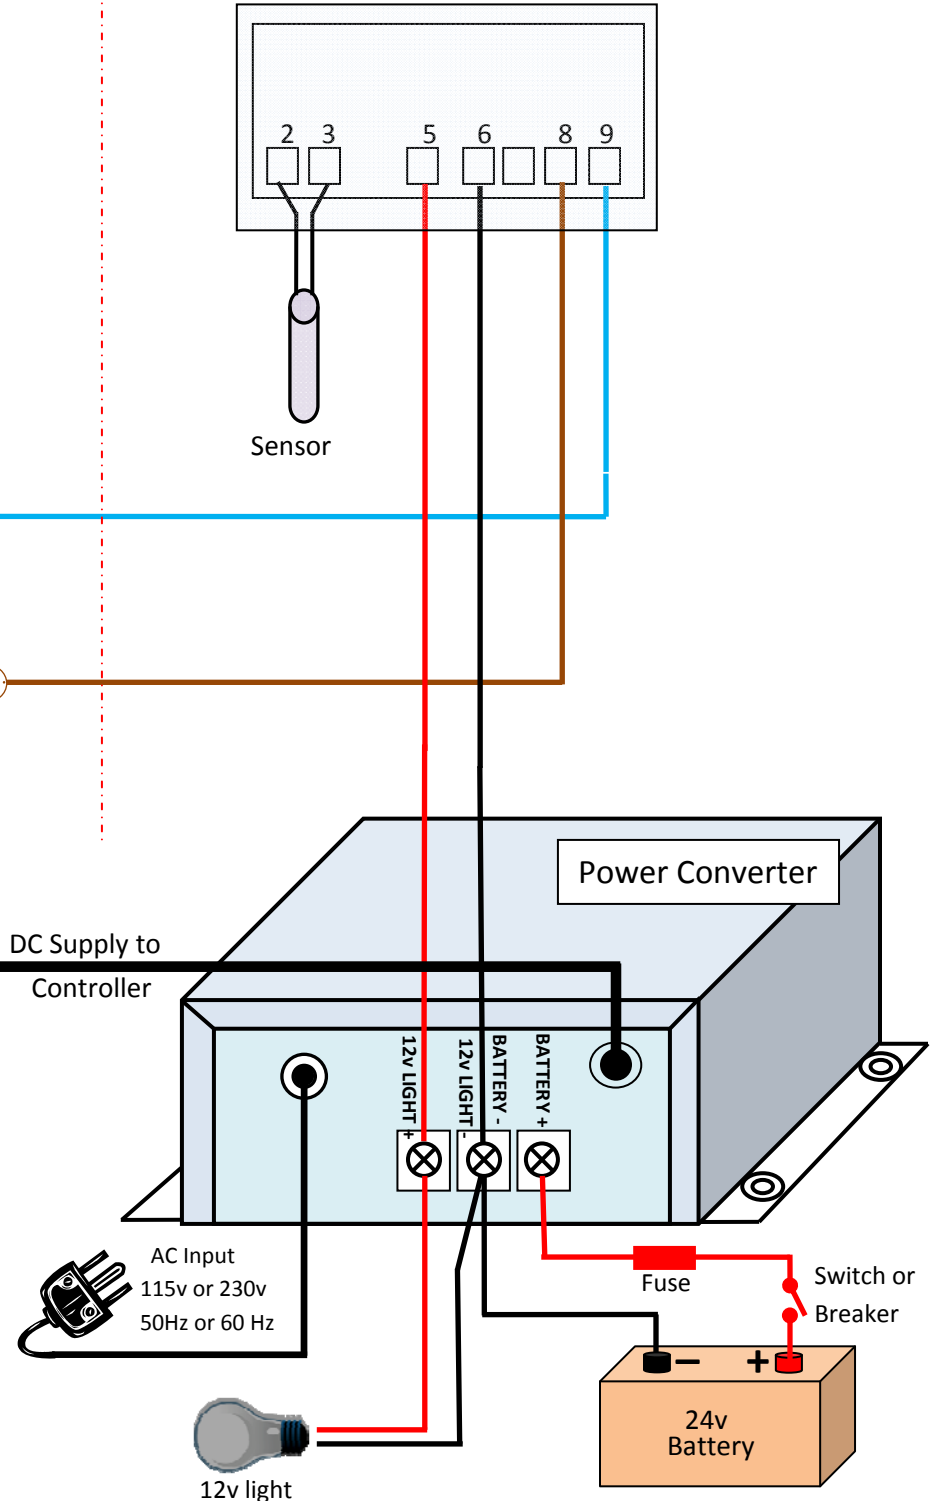 2 3 5 6 8 9
Sensor
Power Converter
DC Supply to
Controller
12v LIGHT +
12v LIGHT -
BATTERY -
BATTERY +
AC Input
115v or 230v
50Hz or 60 Hz
Fuse
Switch or
Breaker
− +
24v
Battery
12v light